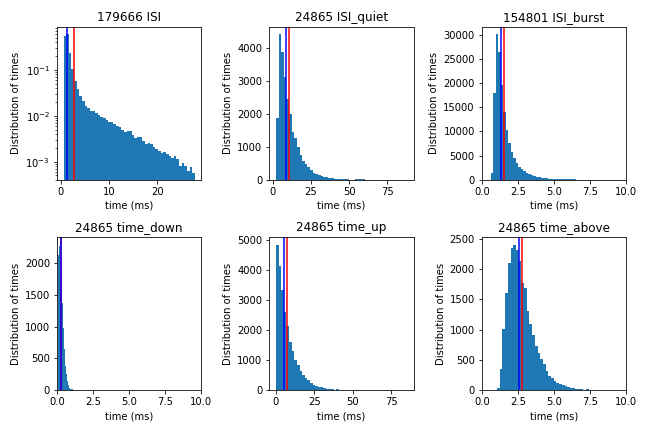 179666 ISI
24865 ISI_quiet
154801 ISI_burst
Distribution of times
10⁻¹
10⁻²
10⁻³
0 10 20
time (ms)
Distribution of times
4000
3000
2000
1000
0
0 25 50 75
time (ms)
Distribution of times
30000
25000
20000
15000
10000
5000
0
0.0 2.5 5.0 7.5 10.0
time (ms)
24865 time_down
24865 time_up
24865 time_above
Distribution of times
2000
1500
1000
500
0
0.0 2.5 5.0 7.5 10.0
time (ms)
Distribution of times
5000
4000
3000
2000
1000
0
0 25 50 75
time (ms)
Distribution of times
2500
2000
1500
1000
500
0
0.0 2.5 5.0 7.5 10.0
time (ms)